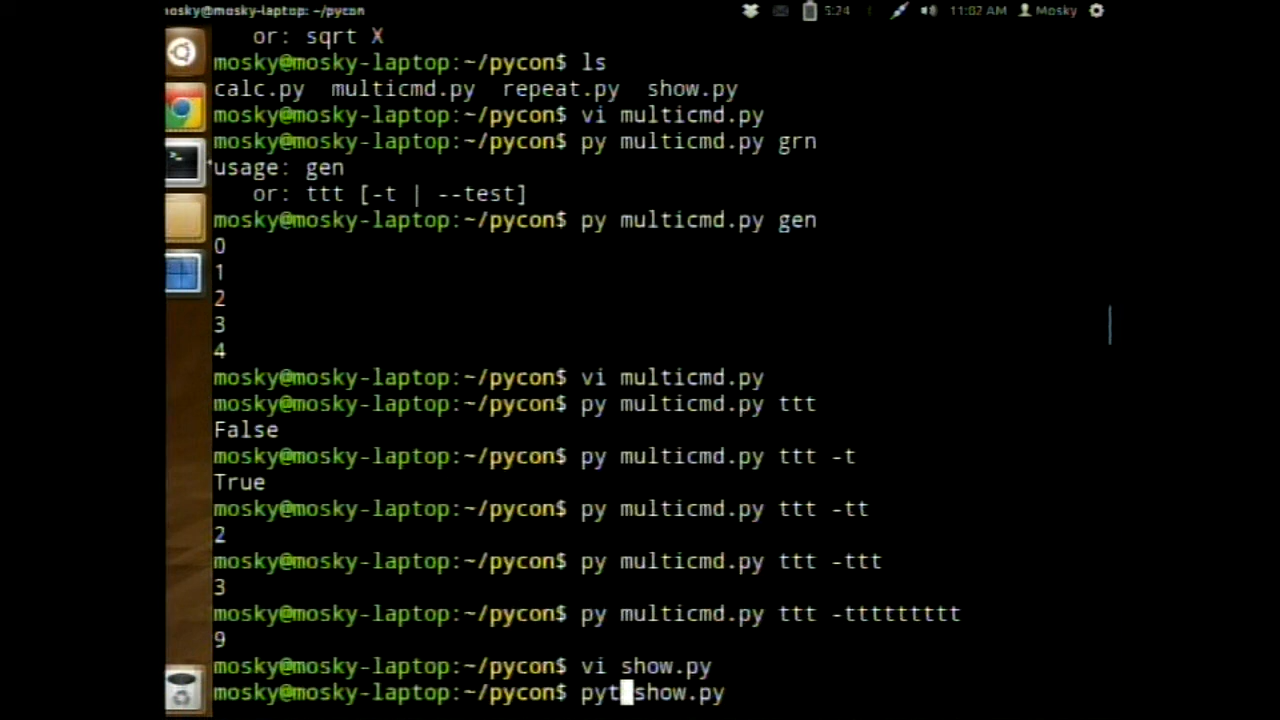 mosky@mosky-laptop: ~/pycon 5:24 11:02 AM Mosky
or: sqrt X
mosky@mosky-laptop:~/pycon$ ls
calc.py multicmd.py repeat.py show.py
mosky@mosky-laptop:~/pycon$ vi multicmd.py
mosky@mosky-laptop:~/pycon$ py multicmd.py grn
usage: gen
or: ttt [-t | --test]
mosky@mosky-laptop:~/pycon$ py multicmd.py gen
0
1
2
3
4
mosky@mosky-laptop:~/pycon$ vi multicmd.py
mosky@mosky-laptop:~/pycon$ py multicmd.py ttt
False
mosky@mosky-laptop:~/pycon$ py multicmd.py ttt -t
True
mosky@mosky-laptop:~/pycon$ py multicmd.py ttt -tt
2
mosky@mosky-laptop:~/pycon$ py multicmd.py ttt -ttt
3
mosky@mosky-laptop:~/pycon$ py multicmd.py ttt -ttttttttt
9
mosky@mosky-laptop:~/pycon$ vi show.py
mosky@mosky-laptop:~/pycon$ pyt show.py